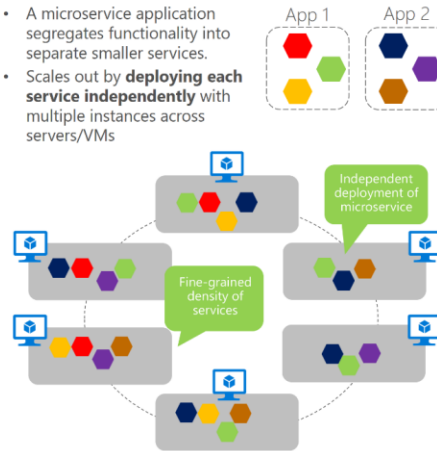 • A microservice application
segregates functionality into
separate smaller services.
• Scales out by deploying each
service independently with
multiple instances across
servers/VMs
App 1
App 2
Independent
deployment of
microservice
Fine-grained
density of
services